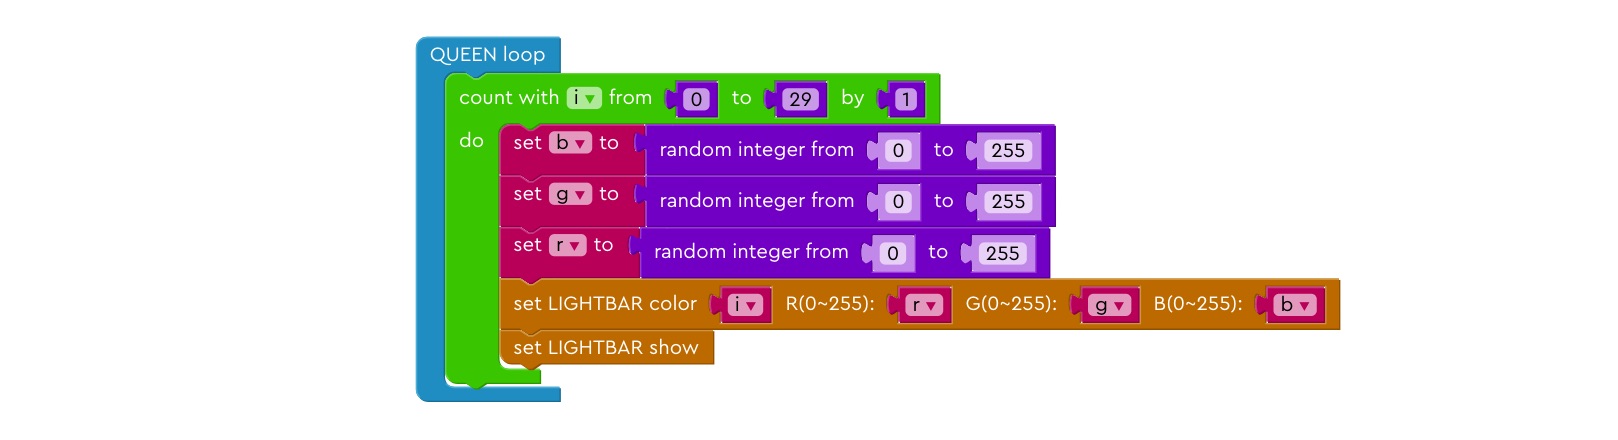 QUEEN loop
count with i ▾ from 0 to 29 by 1
do
set b ▾ to random integer from 0 to 255
set g ▾ to random integer from 0 to 255
set r ▾ to random integer from 0 to 255
set LIGHTBAR color i ▾ R(0~255): r ▾ G(0~255): g ▾ B(0~255): b ▾
set LIGHTBAR show